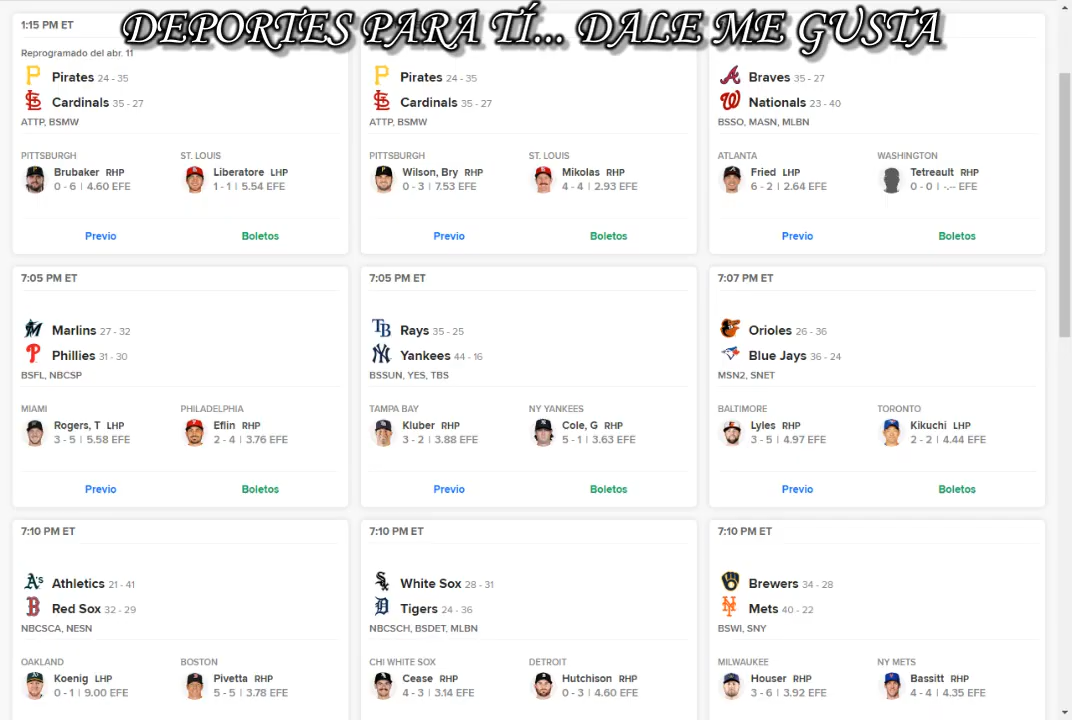 DEPORTES PARA TÍ... DALE ME GUSTA
1:15 PM ET
Reprogramado del abr. 11
Pirates 24 - 35
Cardinals 35 - 27
ATTP, BSMW
PITTSBURGH ST. LOUIS
Brubaker RHP Liberatore LHP
0 - 6 | 4.60 EFE 1 - 1 | 5.54 EFE
Previo Boletos
Pirates 24 - 35
Cardinals 35 - 27
ATTP, BSMW
PITTSBURGH ST. LOUIS
Wilson, Bry RHP Mikolas RHP
0 - 3 | 7.53 EFE 4 - 4 | 2.93 EFE
Previo Boletos
Braves 35 - 27
Nationals 23 - 40
BSSO, MASN, MLBN
ATLANTA WASHINGTON
Fried LHP Tetreault RHP
6 - 2 | 2.64 EFE 0 - 0 | -.-- EFE
Previo Boletos
7:05 PM ET
Marlins 27 - 32
Phillies 31 - 30
BSFL, NBCSP
MIAMI PHILADELPHIA
Rogers, T LHP Eflin RHP
3 - 5 | 5.58 EFE 2 - 4 | 3.76 EFE
Previo Boletos
7:05 PM ET
Rays 35 - 25
Yankees 44 - 16
BSSUN, YES, TBS
TAMPA BAY NY YANKEES
Kluber RHP Cole, G RHP
3 - 2 | 3.88 EFE 5 - 1 | 3.63 EFE
Previo Boletos
7:07 PM ET
Orioles 26 - 36
Blue Jays 36 - 24
MSN2, SNET
BALTIMORE TORONTO
Lyles RHP Kikuchi LHP
3 - 5 | 4.97 EFE 2 - 2 | 4.44 EFE
Previo Boletos
7:10 PM ET
Athletics 21 - 41
Red Sox 32 - 29
NBCSCA, NESN
OAKLAND BOSTON
Koenig LHP Pivetta RHP
0 - 1 | 9.00 EFE 5 - 5 | 3.78 EFE
7:10 PM ET
White Sox 28 - 31
Tigers 24 - 36
NBCSCH, BSDET, MLBN
CHI WHITE SOX DETROIT
Cease RHP Hutchison RHP
4 - 3 | 3.14 EFE 0 - 3 | 4.60 EFE
7:10 PM ET
Brewers 34 - 28
Mets 40 - 22
BSWI, SNY
MILWAUKEE NY METS
Houser RHP Bassitt RHP
3 - 6 | 3.92 EFE 4 - 4 | 4.35 EFE